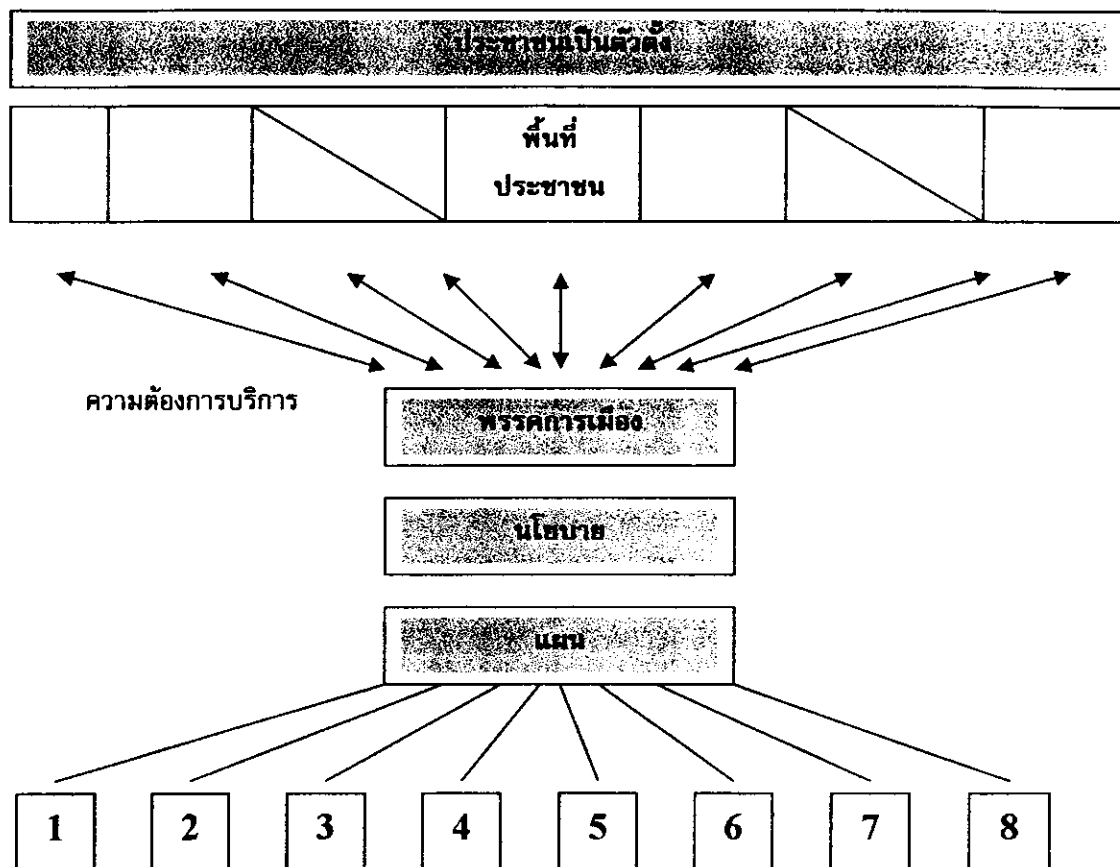 ประชาชนเป็นตัวตั้ง
พื้นที่
ประชาชน
ความต้องการบริการ
พรรคการเมือง
นโยบาย
แผน
1 2 3 4 5 6 7 8